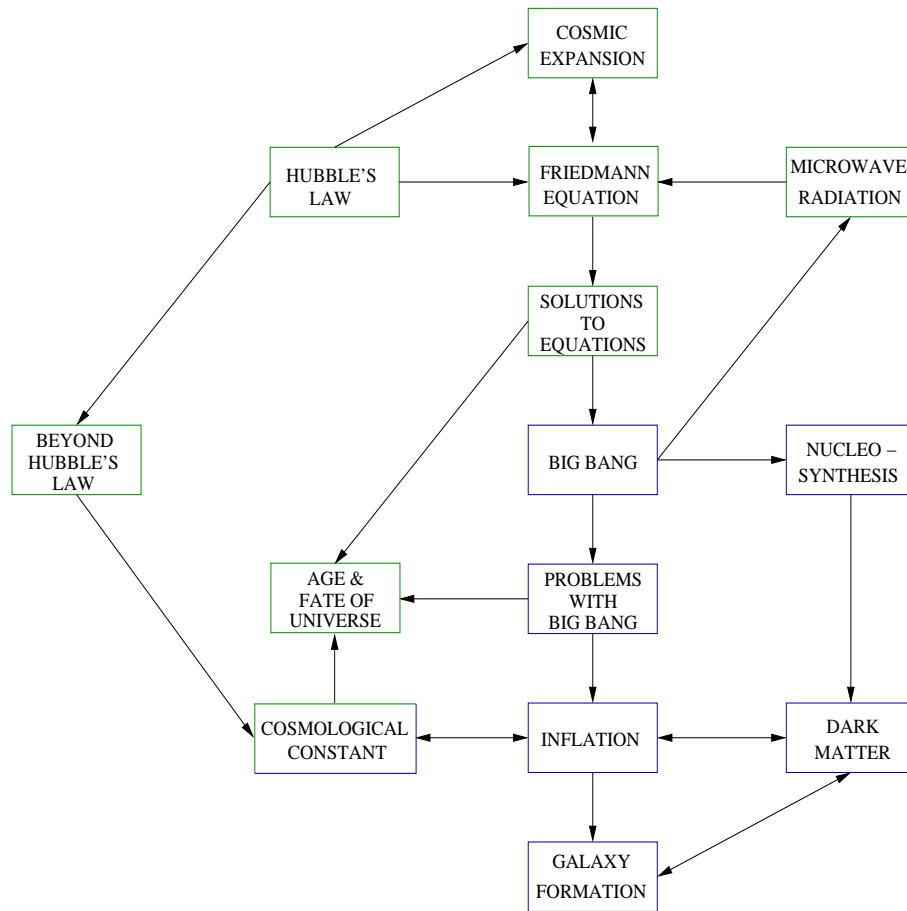 COSMIC
EXPANSION
HUBBLE'S
LAW
FRIEDMANN
EQUATION
MICROWAVE
RADIATION
SOLUTIONS
TO
EQUATIONS
BEYOND
HUBBLE'S
LAW
BIG BANG
NUCLEO –
SYNTHESIS
AGE &
FATE OF
UNIVERSE
PROBLEMS
WITH
BIG BANG
COSMOLOGICAL
CONSTANT
INFLATION
DARK
MATTER
GALAXY
FORMATION